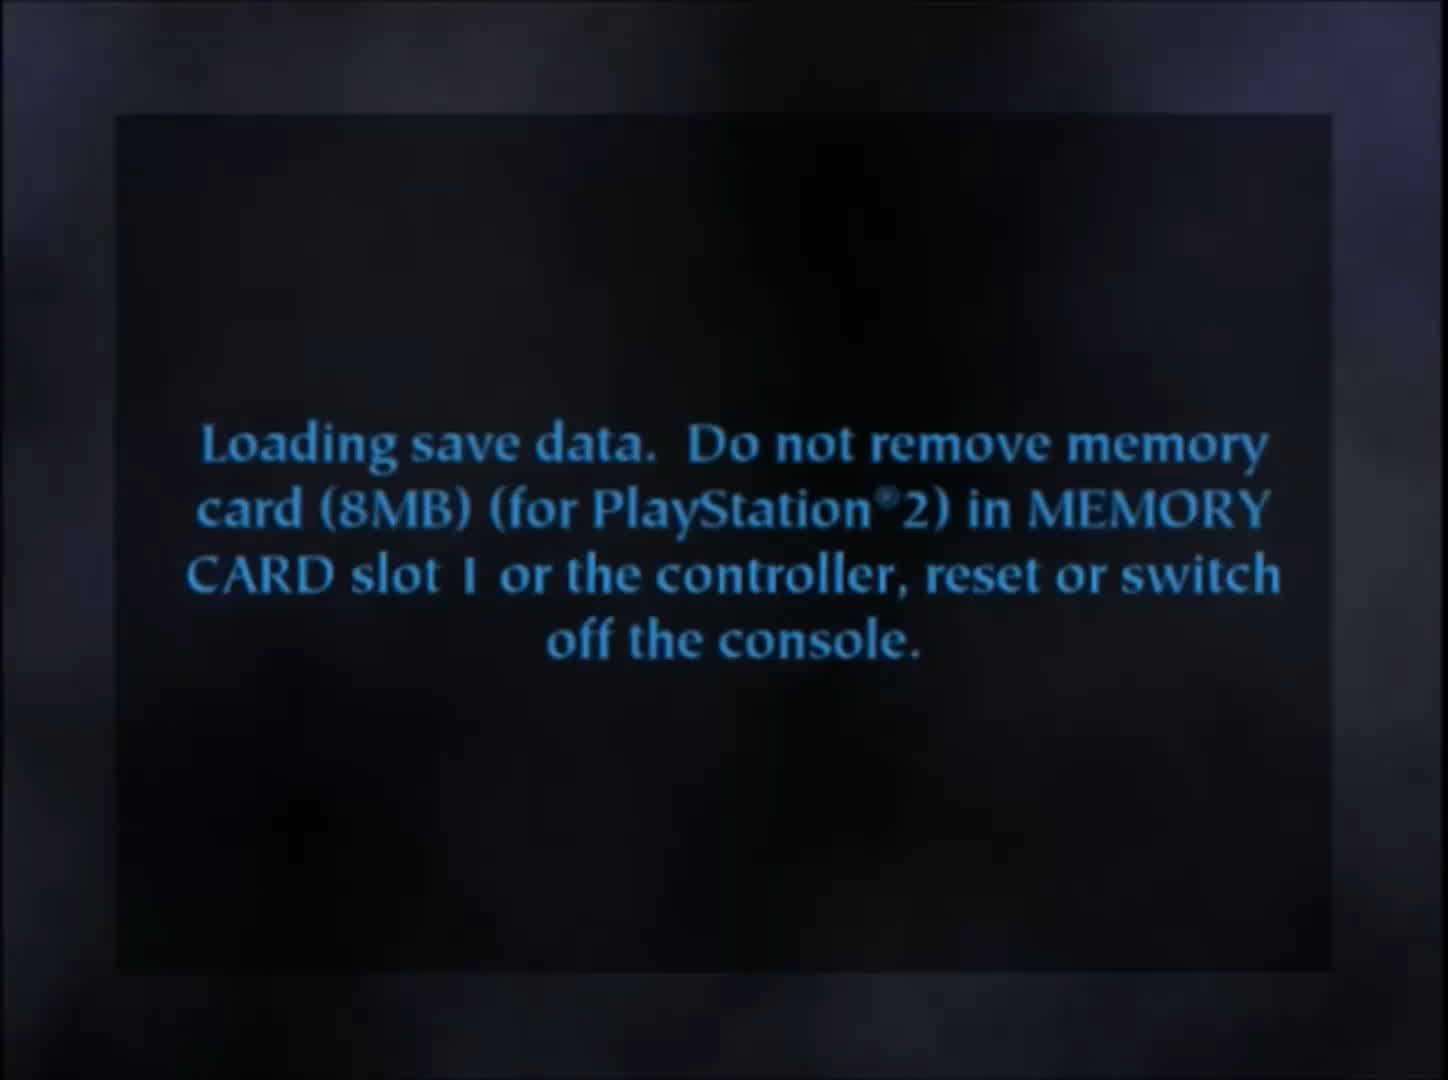 Loading save data.  Do not remove memory
card (8MB) (for PlayStation®2) in MEMORY
CARD slot 1 or the controller, reset or switch
off the console.